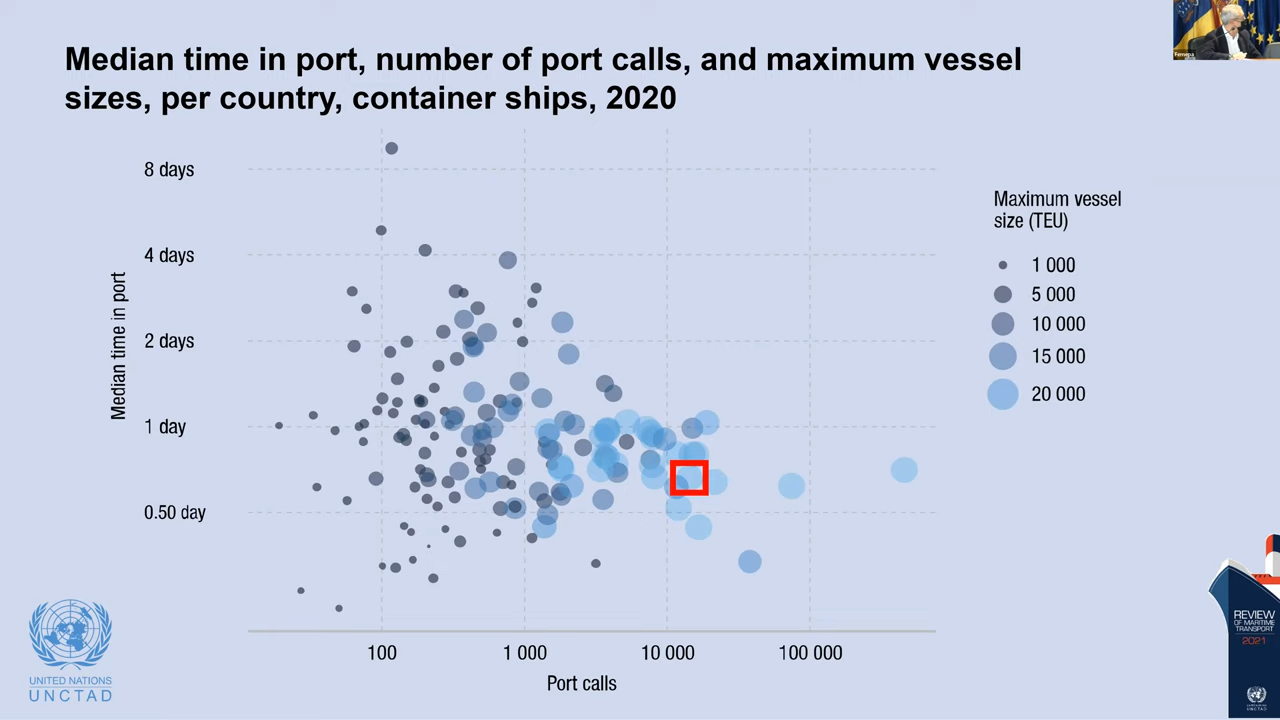 Median time in port, number of port calls, and maximum vessel
sizes, per country, container ships, 2020
Femepa
8 days
4 days
2 days
1 day
0.50 day
Median time in port
100
1 000
10 000
100 000
Port calls
Maximum vessel
size (TEU)
1 000
5 000
10 000
15 000
20 000
UNITED NATIONS
UNCTAD
REVIEW
OF MARITIME
TRANSPORT
2021